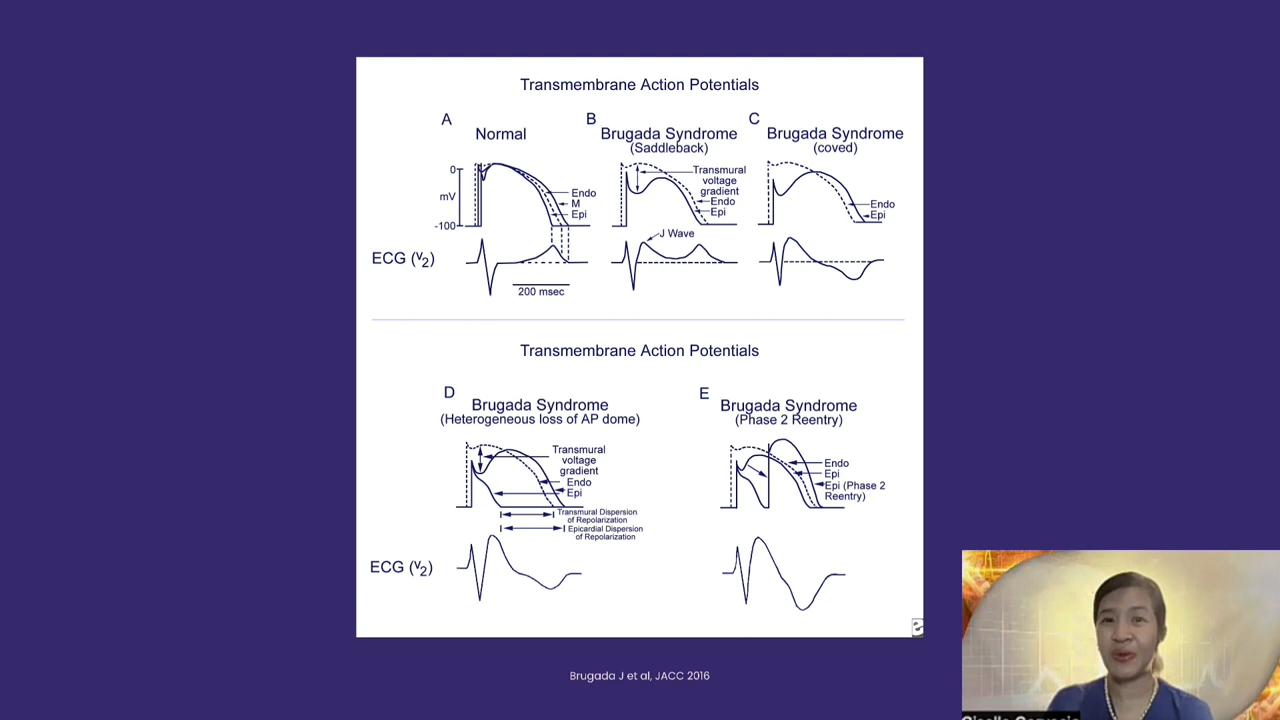 Transmembrane Action Potentials
A
Normal
B
Brugada Syndrome
(Saddleback)
C
Brugada Syndrome
(coved)
0
mV
-100
Endo
M
Epi
Transmural
voltage
gradient
Endo
Epi
Endo
Epi
J Wave
ECG (V2)
200 msec
Transmembrane Action Potentials
D
Brugada Syndrome
(Heterogeneous loss of AP dome)
E
Brugada Syndrome
(Phase 2 Reentry)
Transmural
voltage
gradient
Endo
Epi
Transmural Dispersion
of Repolarization
Epicardial Dispersion
of Repolarization
Endo
Epi
Epi (Phase 2
Reentry)
ECG (V2)
Brugada J et al, JACC 2016